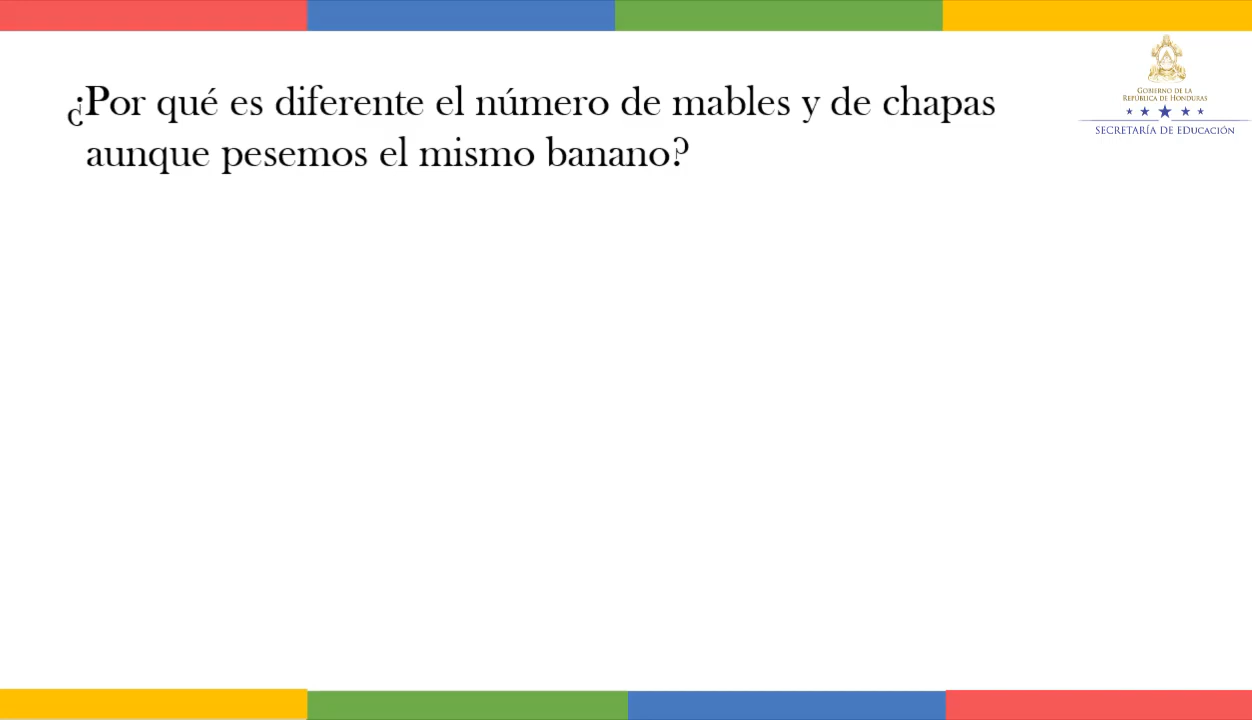 ¿Por qué es diferente el número de mables y de chapas
aunque pesemos el mismo banano?
GOBIERNO DE LA
REPÚBLICA DE HONDURAS
SECRETARÍA DE EDUCACIÓN